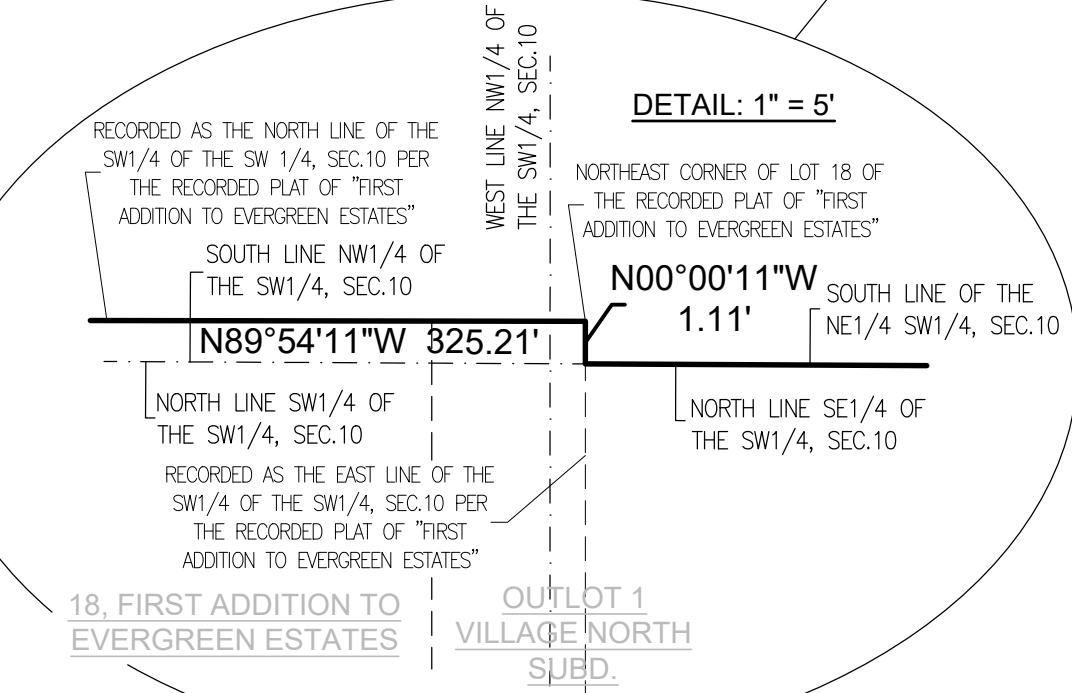 WEST LINE NW1/4 OF
THE SW1/4, SEC.10
DETAIL: 1" = 5'
RECORDED AS THE NORTH LINE OF THE
SW1/4 OF THE SW 1/4, SEC.10 PER
THE RECORDED PLAT OF "FIRST
ADDITION TO EVERGREEN ESTATES"
NORTHEAST CORNER OF LOT 18 OF
THE RECORDED PLAT OF "FIRST
ADDITION TO EVERGREEN ESTATES"
SOUTH LINE NW1/4 OF
THE SW1/4, SEC.10
N00°00'11"W
1.11'
SOUTH LINE OF THE
NE1/4 SW1/4, SEC.10
N89°54'11"W 325.21'
NORTH LINE SW1/4 OF
THE SW1/4, SEC.10
NORTH LINE SE1/4 OF
THE SW1/4, SEC.10
RECORDED AS THE EAST LINE OF THE
SW1/4 OF THE SW1/4, SEC.10 PER
THE RECORDED PLAT OF "FIRST
ADDITION TO EVERGREEN ESTATES"
18, FIRST ADDITION TO
EVERGREEN ESTATES
OUTLOT 1
VILLAGE NORTH
SUBD.